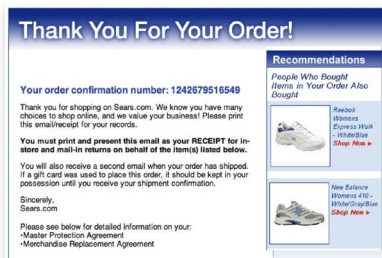 Thank You For Your Order!
Your order confirmation number: 1242679516549
Thank you for shopping on Sears.com. We know you have many
choices to shop online, and we value your business! Please print
this email/receipt for your records.
You must print and present this email as your RECEIPT for in-
store and mail-in returns on behalf of the item(s) listed below.
You will also receive a second email when your order has shipped.
If a gift card was used to place this order, it should be kept in your
possession until you receive your shipment confirmation.
Sincerely,
Sears.com
Please see below for detailed information on your:
•Master Protection Agreement
•Merchandise Replacement Agreement
Recommendations
People Who Bought
Items in Your Order Also
Bought
Reebok
Womens
Express Walk
- White/Blue
Shop Now ►
New Balance
Womens 410 -
White/Gray/Blue
Shop Now ►